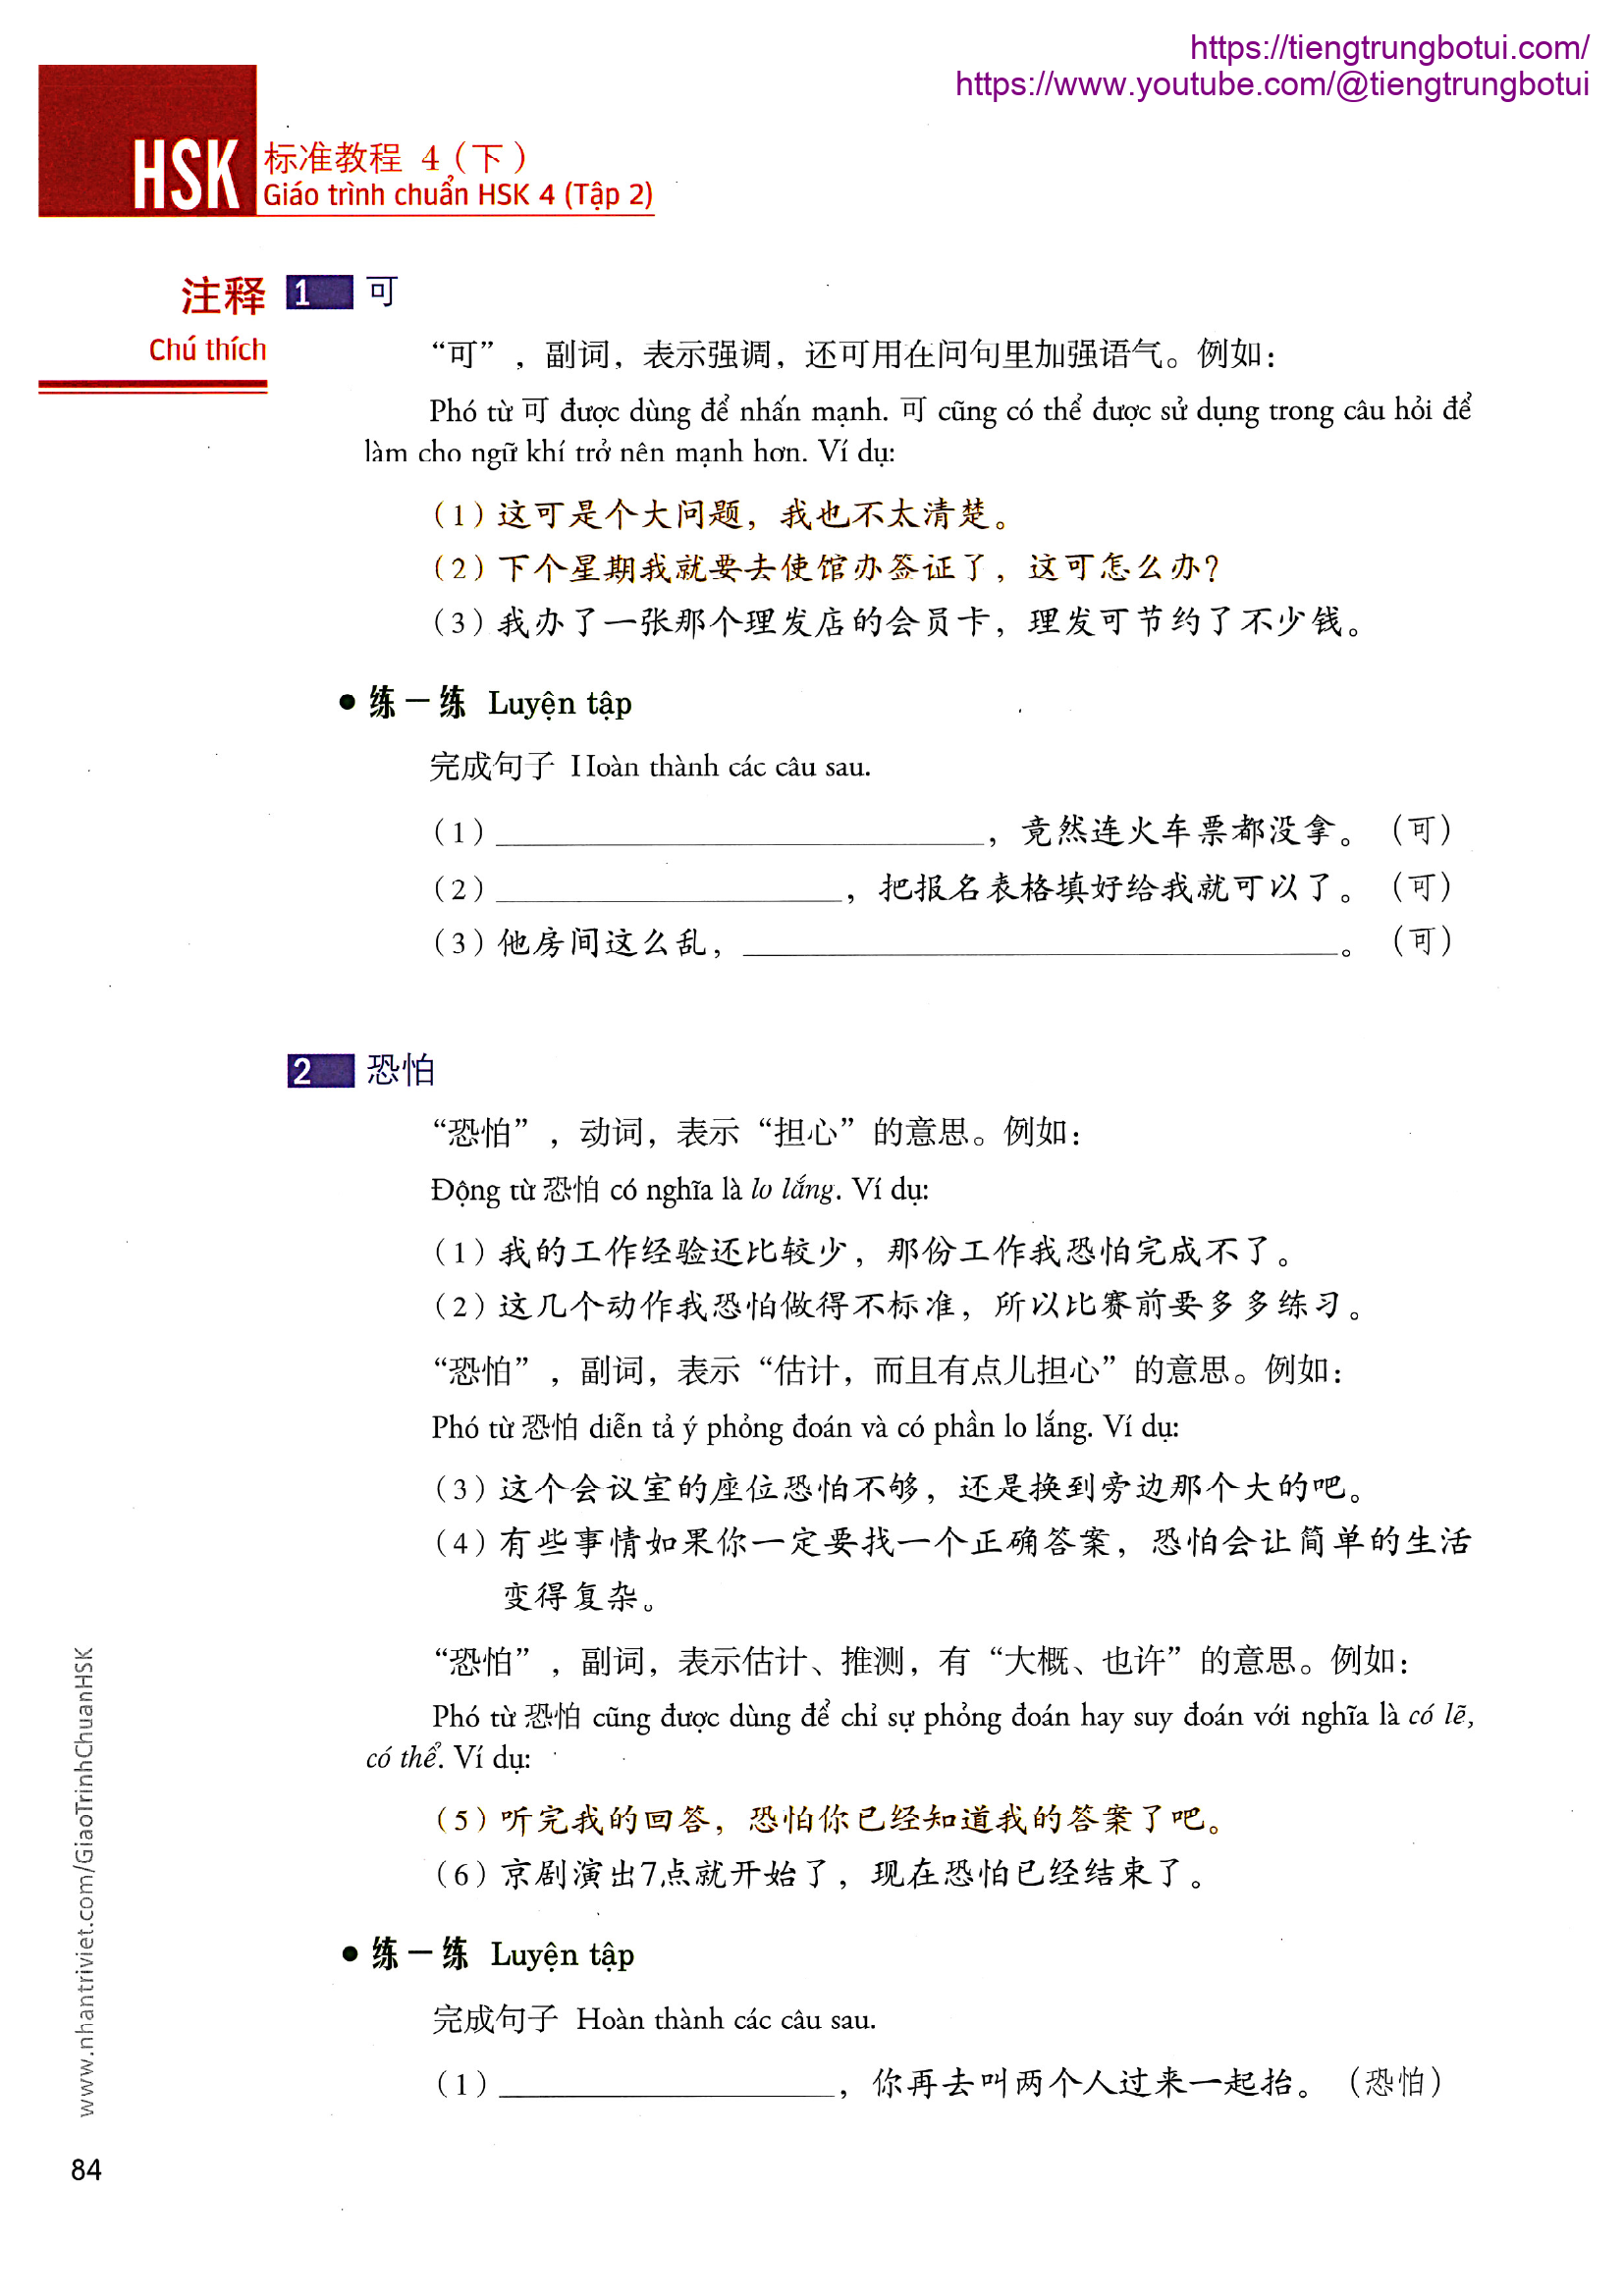 https://tiengtrungbotui.com/
https://www.youtube.com/@tiengtrungbotui
HSK 标准教程 4（下）
Giáo trình chuẩn HSK 4 (Tập 2)
注释
Chú thích
1 可
“可”，副词，表示强调，还可用在问句里加强语气。例如：
Phó từ 可 được dùng để nhấn mạnh. 可 cũng có thể được sử dụng trong câu hỏi để
làm cho ngữ khí trở nên mạnh hơn. Ví dụ:
（1）这可是个大问题，我也不太清楚。
（2）下个星期我就要去使馆办签证了，这可怎么办？
（3）我办了一张那个理发店的会员卡，理发可节约了不少钱。
● 练一练 Luyện tập
完成句子 Hoàn thành các câu sau.
（1）______________________________，竟然连火车票都没拿。（可）
（2）_____________________，把报名表格填好给我就可以了。（可）
（3）他房间这么乱，____________________________________。（可）
2 恐怕
“恐怕”，动词，表示“担心”的意思。例如：
Động từ 恐怕 có nghĩa là lo lắng. Ví dụ:
（1）我的工作经验还比较少，那份工作我恐怕完成不了。
（2）这几个动作我恐怕做得不标准，所以比赛前要多多练习。
“恐怕”，副词，表示“估计，而且有点儿担心”的意思。例如：
Phó từ 恐怕 diễn tả ý phỏng đoán và có phần lo lắng. Ví dụ:
（3）这个会议室的座位恐怕不够，还是换到旁边那个大的吧。
（4）有些事情如果你一定要找一个正确答案，恐怕会让简单的生活
变得复杂。
“恐怕”，副词，表示估计、推测，有“大概、也许”的意思。例如：
Phó từ 恐怕 cũng được dùng để chỉ sự phỏng đoán hay suy đoán với nghĩa là có lẽ,
có thể. Ví dụ:
（5）听完我的回答，恐怕你已经知道我的答案了吧。
（6）京剧演出7点就开始了，现在恐怕已经结束了。
● 练一练 Luyện tập
完成句子 Hoàn thành các câu sau.
（1）____________________，你再去叫两个人过来一起抬。（恐怕）
www.nhantriviet.com/GiaoTrinhChuanHSK
84